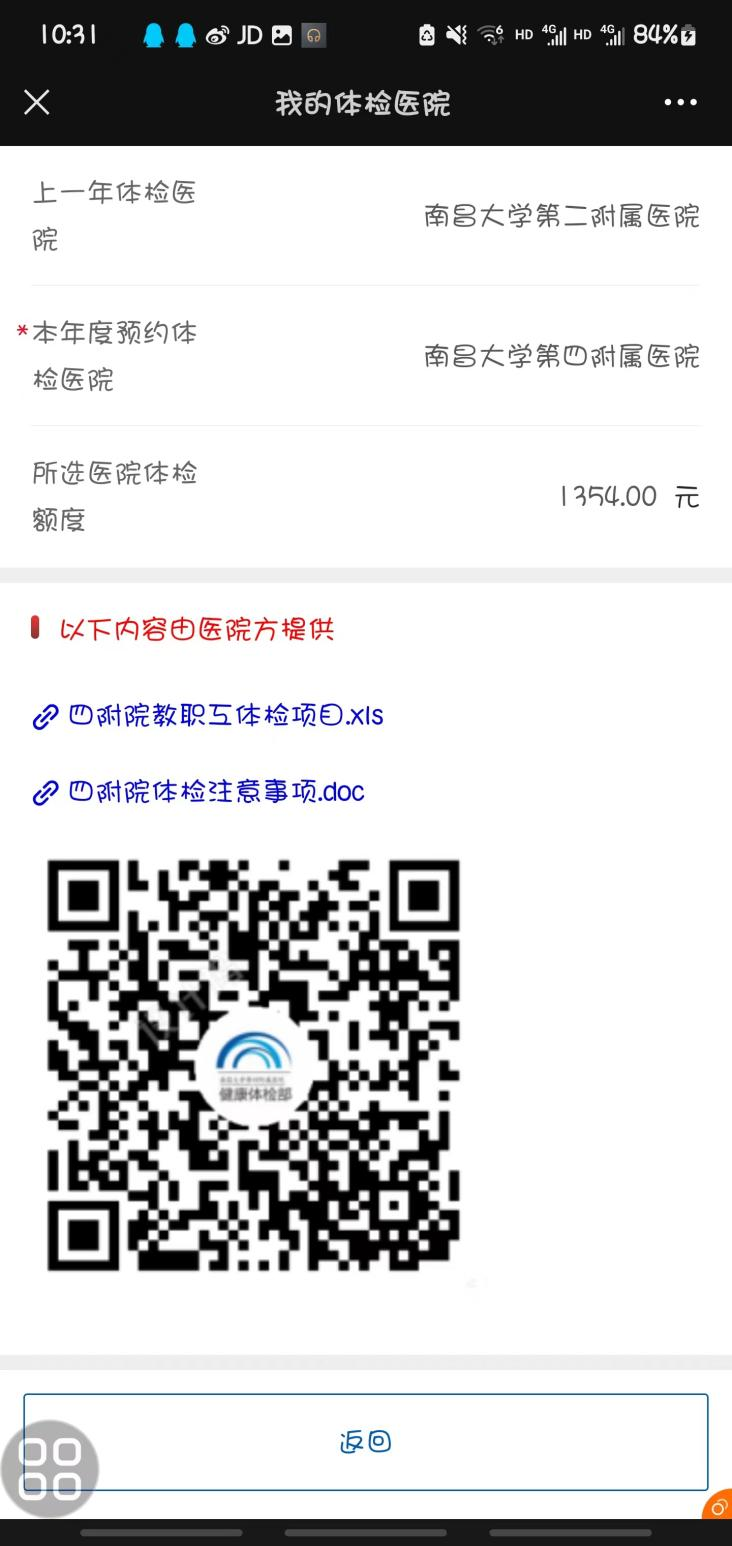 10:31 JD HD 4G HD 4G 84%
我的体检医院
上一年体检医
院
南昌大学第二附属医院
*本年度预约体
检医院
南昌大学第四附属医院
所选医院体检
额度
1354.00 元
以下内容由医院方提供
四附院教职工体检项目.xls
四附院体检注意事项.doc
健康体检部
返回